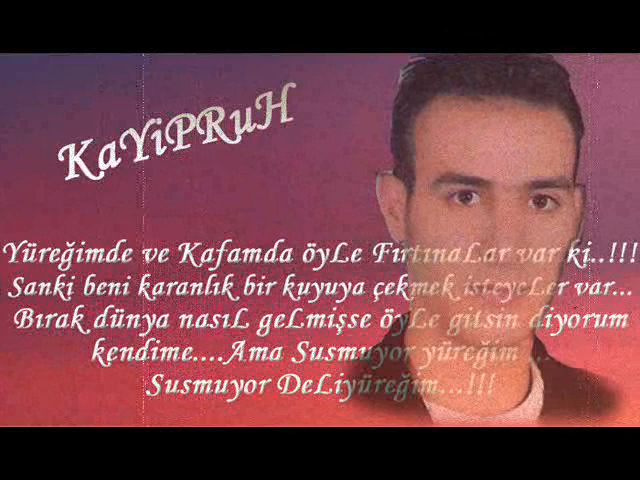 KaYiPRuH
Yüreğimde ve Kafamda öyLe FırtınaLar var ki..!!!
Sanki beni karanlık bir kuyuya çekmek isteycLer var...
Bırak dünya nasıL geLmişse öyLe gitsin diyorum
kendime....Ama Susmuyor yüreğim ...
Susmuyor DeLiyüreğim...!!!